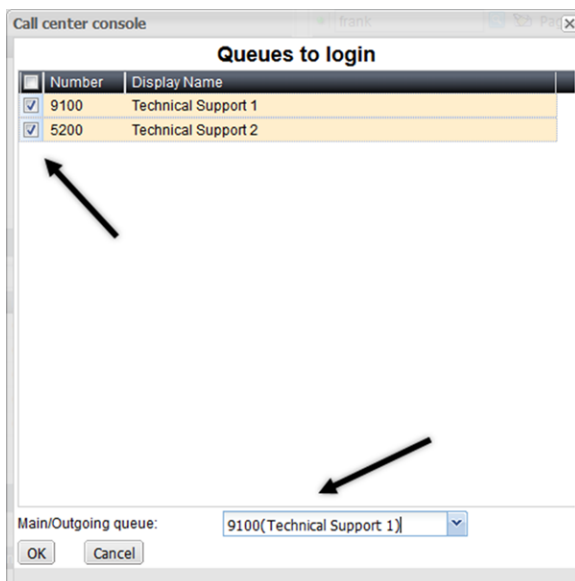 Call center console
frank
Queues to login
Number Display Name
9100 Technical Support 1
5200 Technical Support 2
Main/Outgoing queue: 9100(Technical Support 1)
OK Cancel